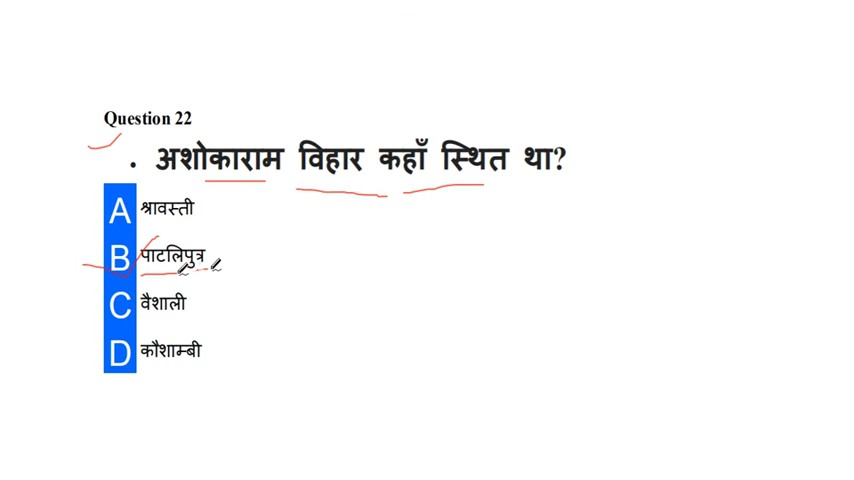 Question 22
. अशोकाराम विहार कहाँ स्थित था?
A श्रावस्ती
B पाटलिपुत्र
C वैशाली
D कौशाम्बी